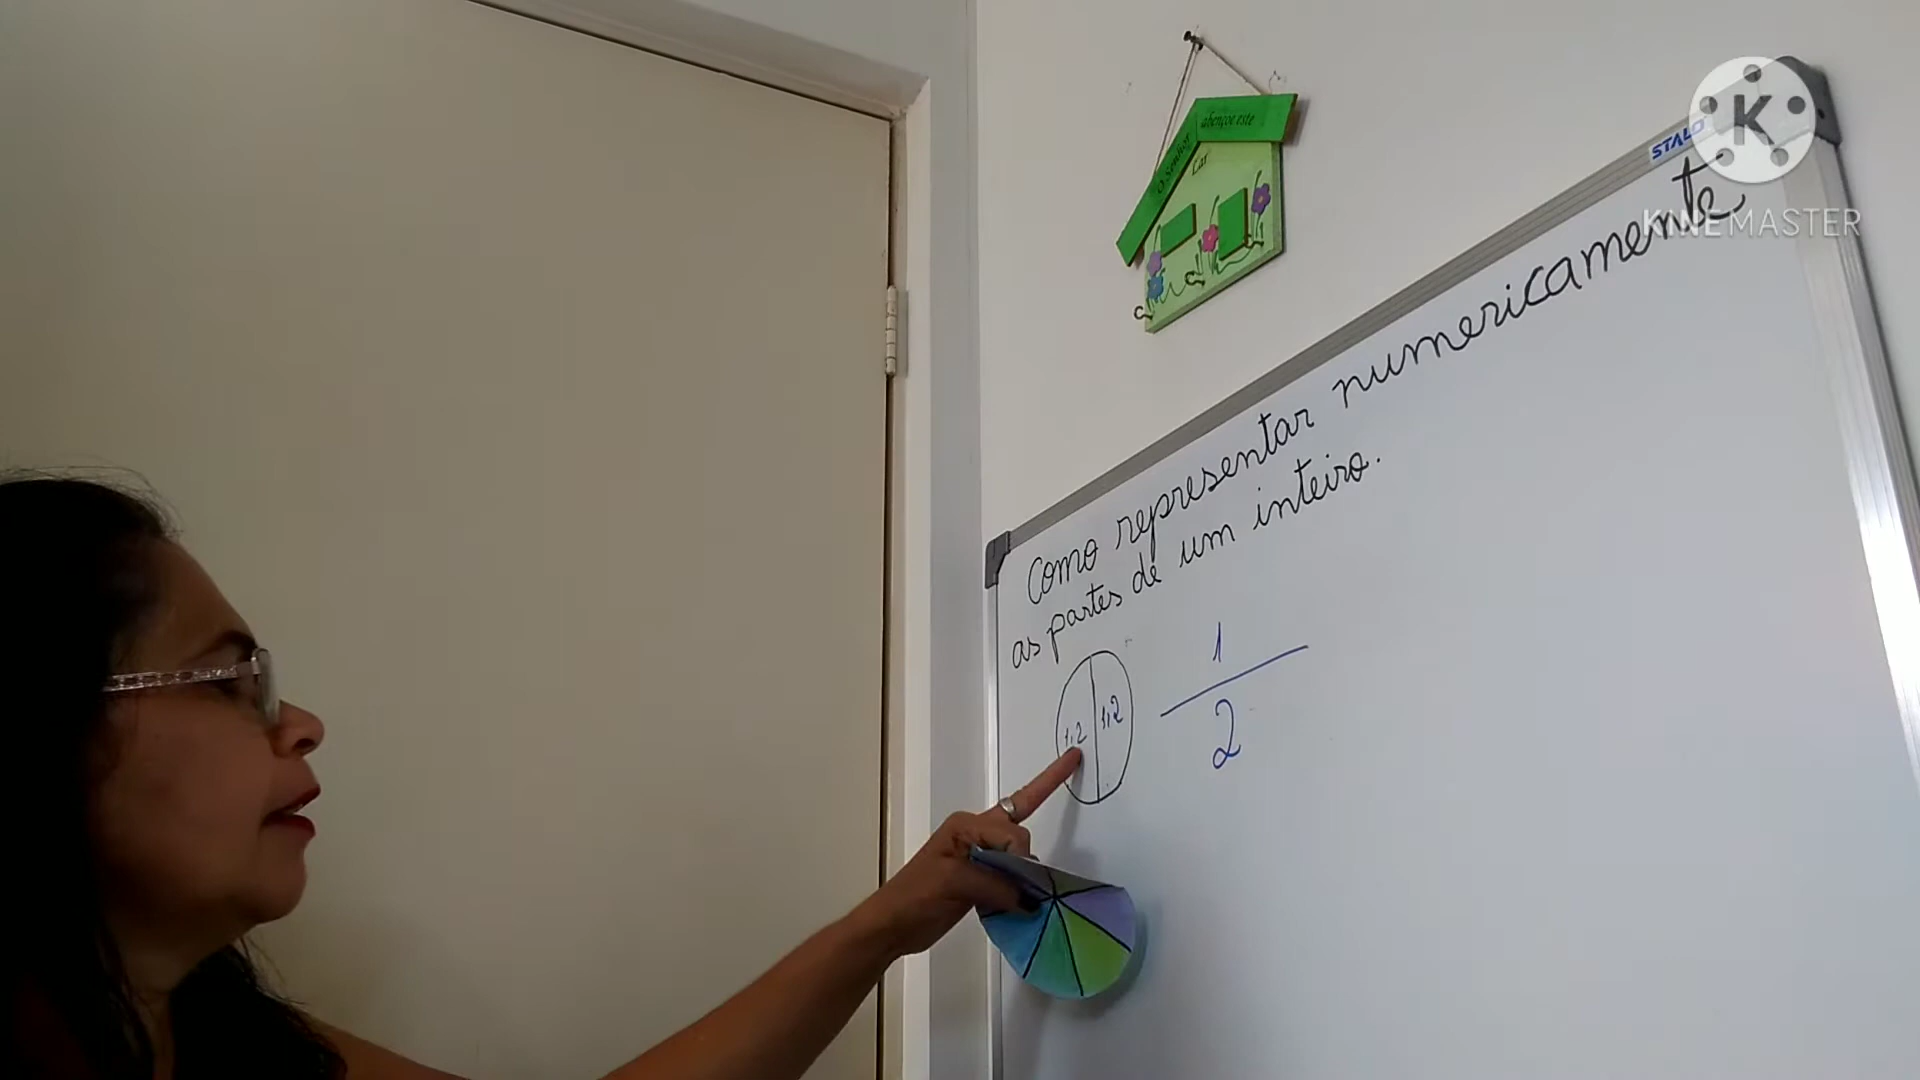 O Senhor abençoe este
Lar
STALO
KINEMASTER
Como representar numericamente
as partes de um inteiro.
1,2 1,2
1
2